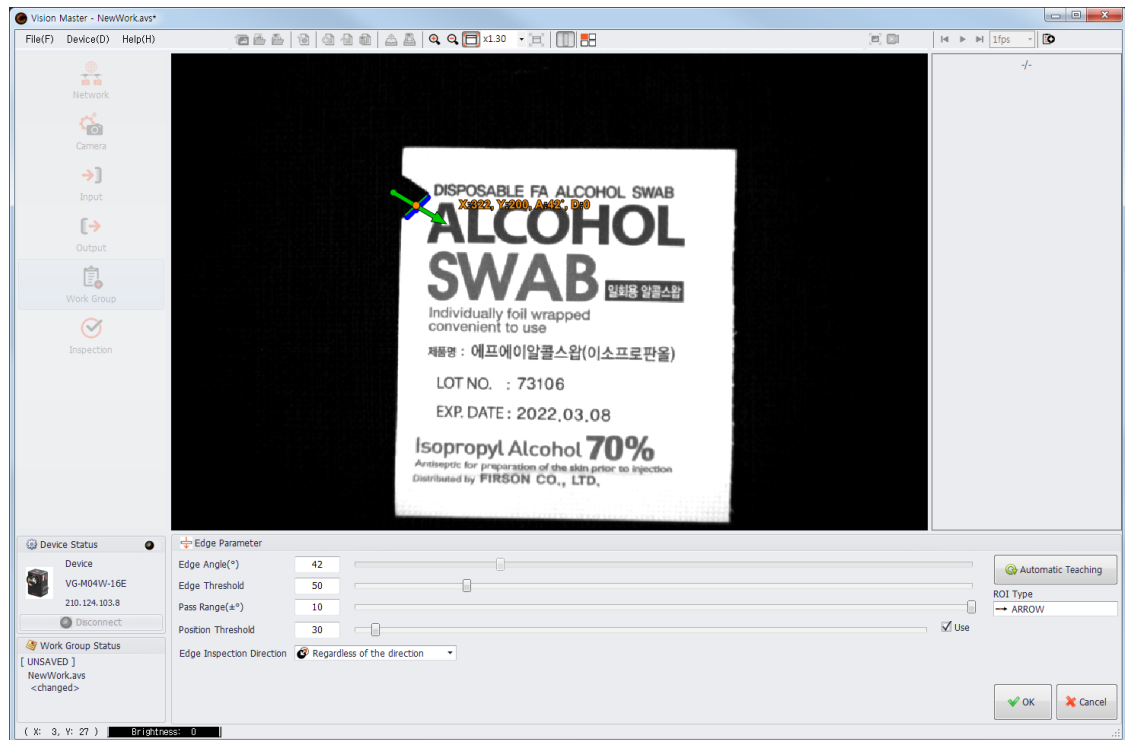 Vision Master - NewWork.avs*
File(F) Device(D) Help(H)
x1.30
1fps
Network
Camera
Input
Output
Work Group
Inspection
-/-
DISPOSABLE FA ALCOHOL SWAB
X:322, Y:200, A:42°, D:0
ALCOHOL
SWAB
일회용 알콜스왑
Individually foil wrapped
convenient to use
제품명 : 에프에이알콜스왑(이소프로판올)
LOT NO. : 73106
EXP. DATE : 2022.03.08
Isopropyl Alcohol 70%
Antiseptic for preparation of the skin prior to injection
Distributed by FIRSON CO., LTD.
Device Status
Device
VG-M04W-16E
210.124.103.8
Disconnect
Work Group Status
[ UNSAVED ]
NewWork.avs
<changed>
Edge Parameter
Edge Angle(°) 42
Edge Threshold 50
Pass Range(±°) 10
Position Threshold 30 Use
Edge Inspection Direction Regardless of the direction
Automatic Teaching
ROI Type
ARROW
OK Cancel
( X: 3, Y: 27 ) Brightness: 0